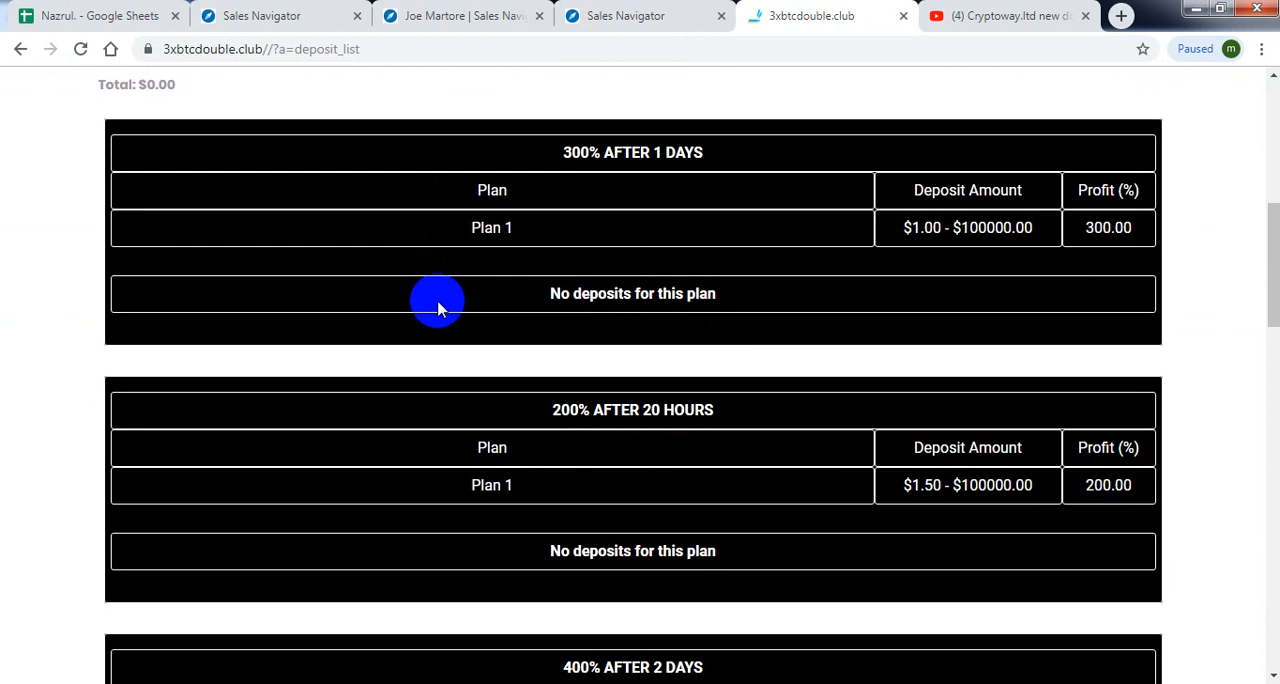 Nazrul. - Google Sheets
Sales Navigator
Joe Martore | Sales Nav
Sales Navigator
3xbtcdouble.club
(4) Cryptoway.ltd new d
3xbtcdouble.club//?a=deposit_list
Paused m
Total: $0.00
300% AFTER 1 DAYS
Plan Deposit Amount Profit (%)
Plan 1 $1.00 - $100000.00 300.00
No deposits for this plan
200% AFTER 20 HOURS
Plan Deposit Amount Profit (%)
Plan 1 $1.50 - $100000.00 200.00
No deposits for this plan
400% AFTER 2 DAYS